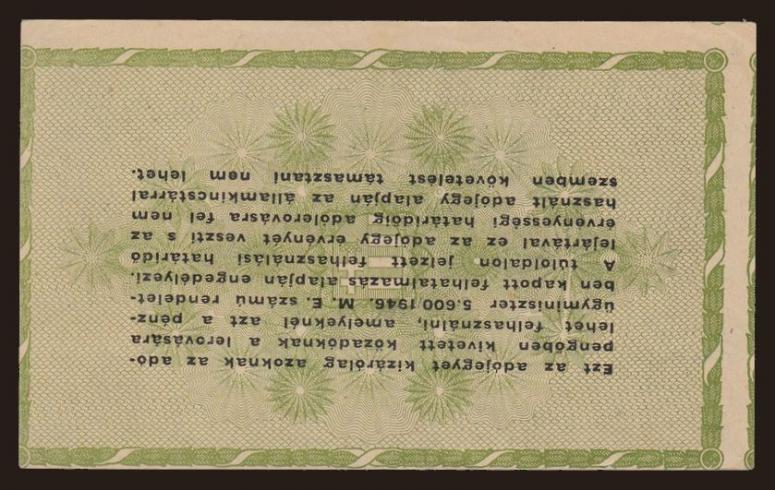 Ezt az adójegyet kizárólag azoknak az adó-
pengőben kivetett közadóknak a lerovására
lehet felhasználni, amelyeknél azt a pénz-
ügyminiszter 5.600/1946. M. E. számú rendelet-
ben kapott felhatalmazás alapján engedélyezi.
A túloldalon jelzett felhasználási határidő
lejártával ez az adójegy érvényét veszti s az
érvényességi határidőig adólerovásra fel nem
használt adójegy alapján az államkincstárral
szemben követelést támasztani nem lehet.